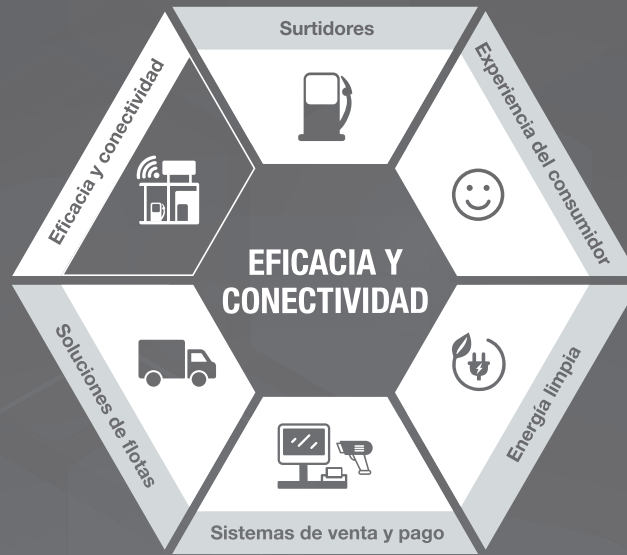 Surtidores
Experiencia del consumidor
Eficacia y conectividad
EFICACIA Y
CONECTIVIDAD
Soluciones de flotas
Energía limpia
Sistemas de venta y pago